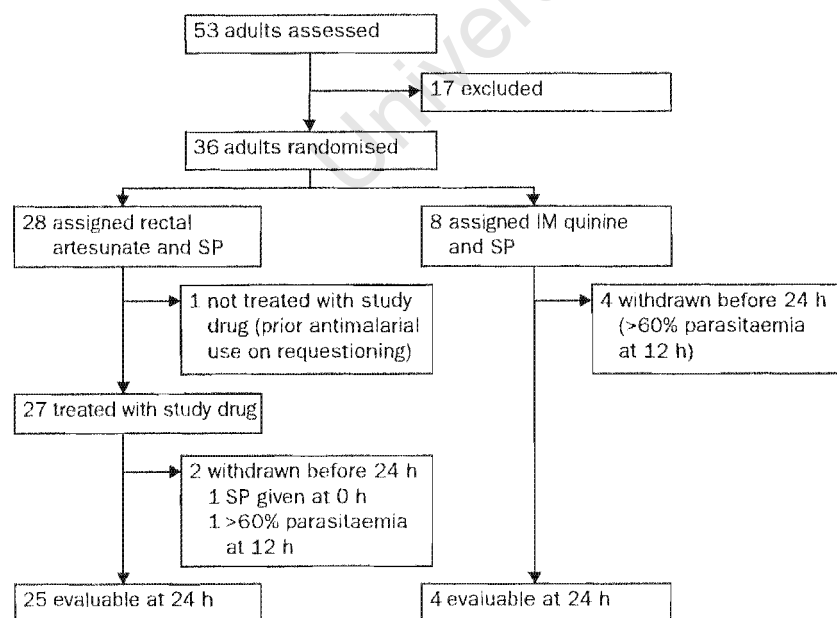 53 adults assessed
17 excluded
36 adults randomised
28 assigned rectal
artesunate and SP
8 assigned IM quinine
and SP
1 not treated with study
drug (prior antimalarial
use on requestioning)
4 withdrawn before 24 h
(>60% parasitaemia
at 12 h)
27 treated with study drug
2 withdrawn before 24 h
1 SP given at 0 h
1 >60% parasitaemia
at 12 h
25 evaluable at 24 h
4 evaluable at 24 h
Univers